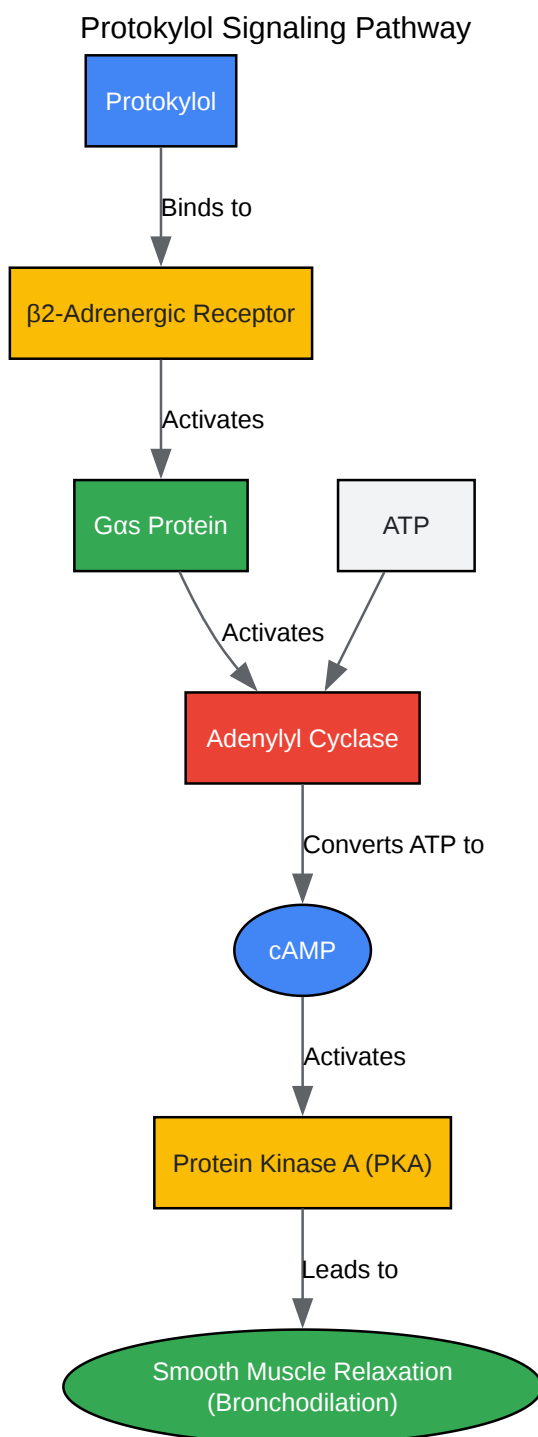 Protokylol Signaling Pathway
Protokylol
Binds to
β2-Adrenergic Receptor
Activates
Gαs Protein
ATP
Activates
Adenylyl Cyclase
Converts ATP to
cAMP
Activates
Protein Kinase A (PKA)
Leads to
Smooth Muscle Relaxation
(Bronchodilation)